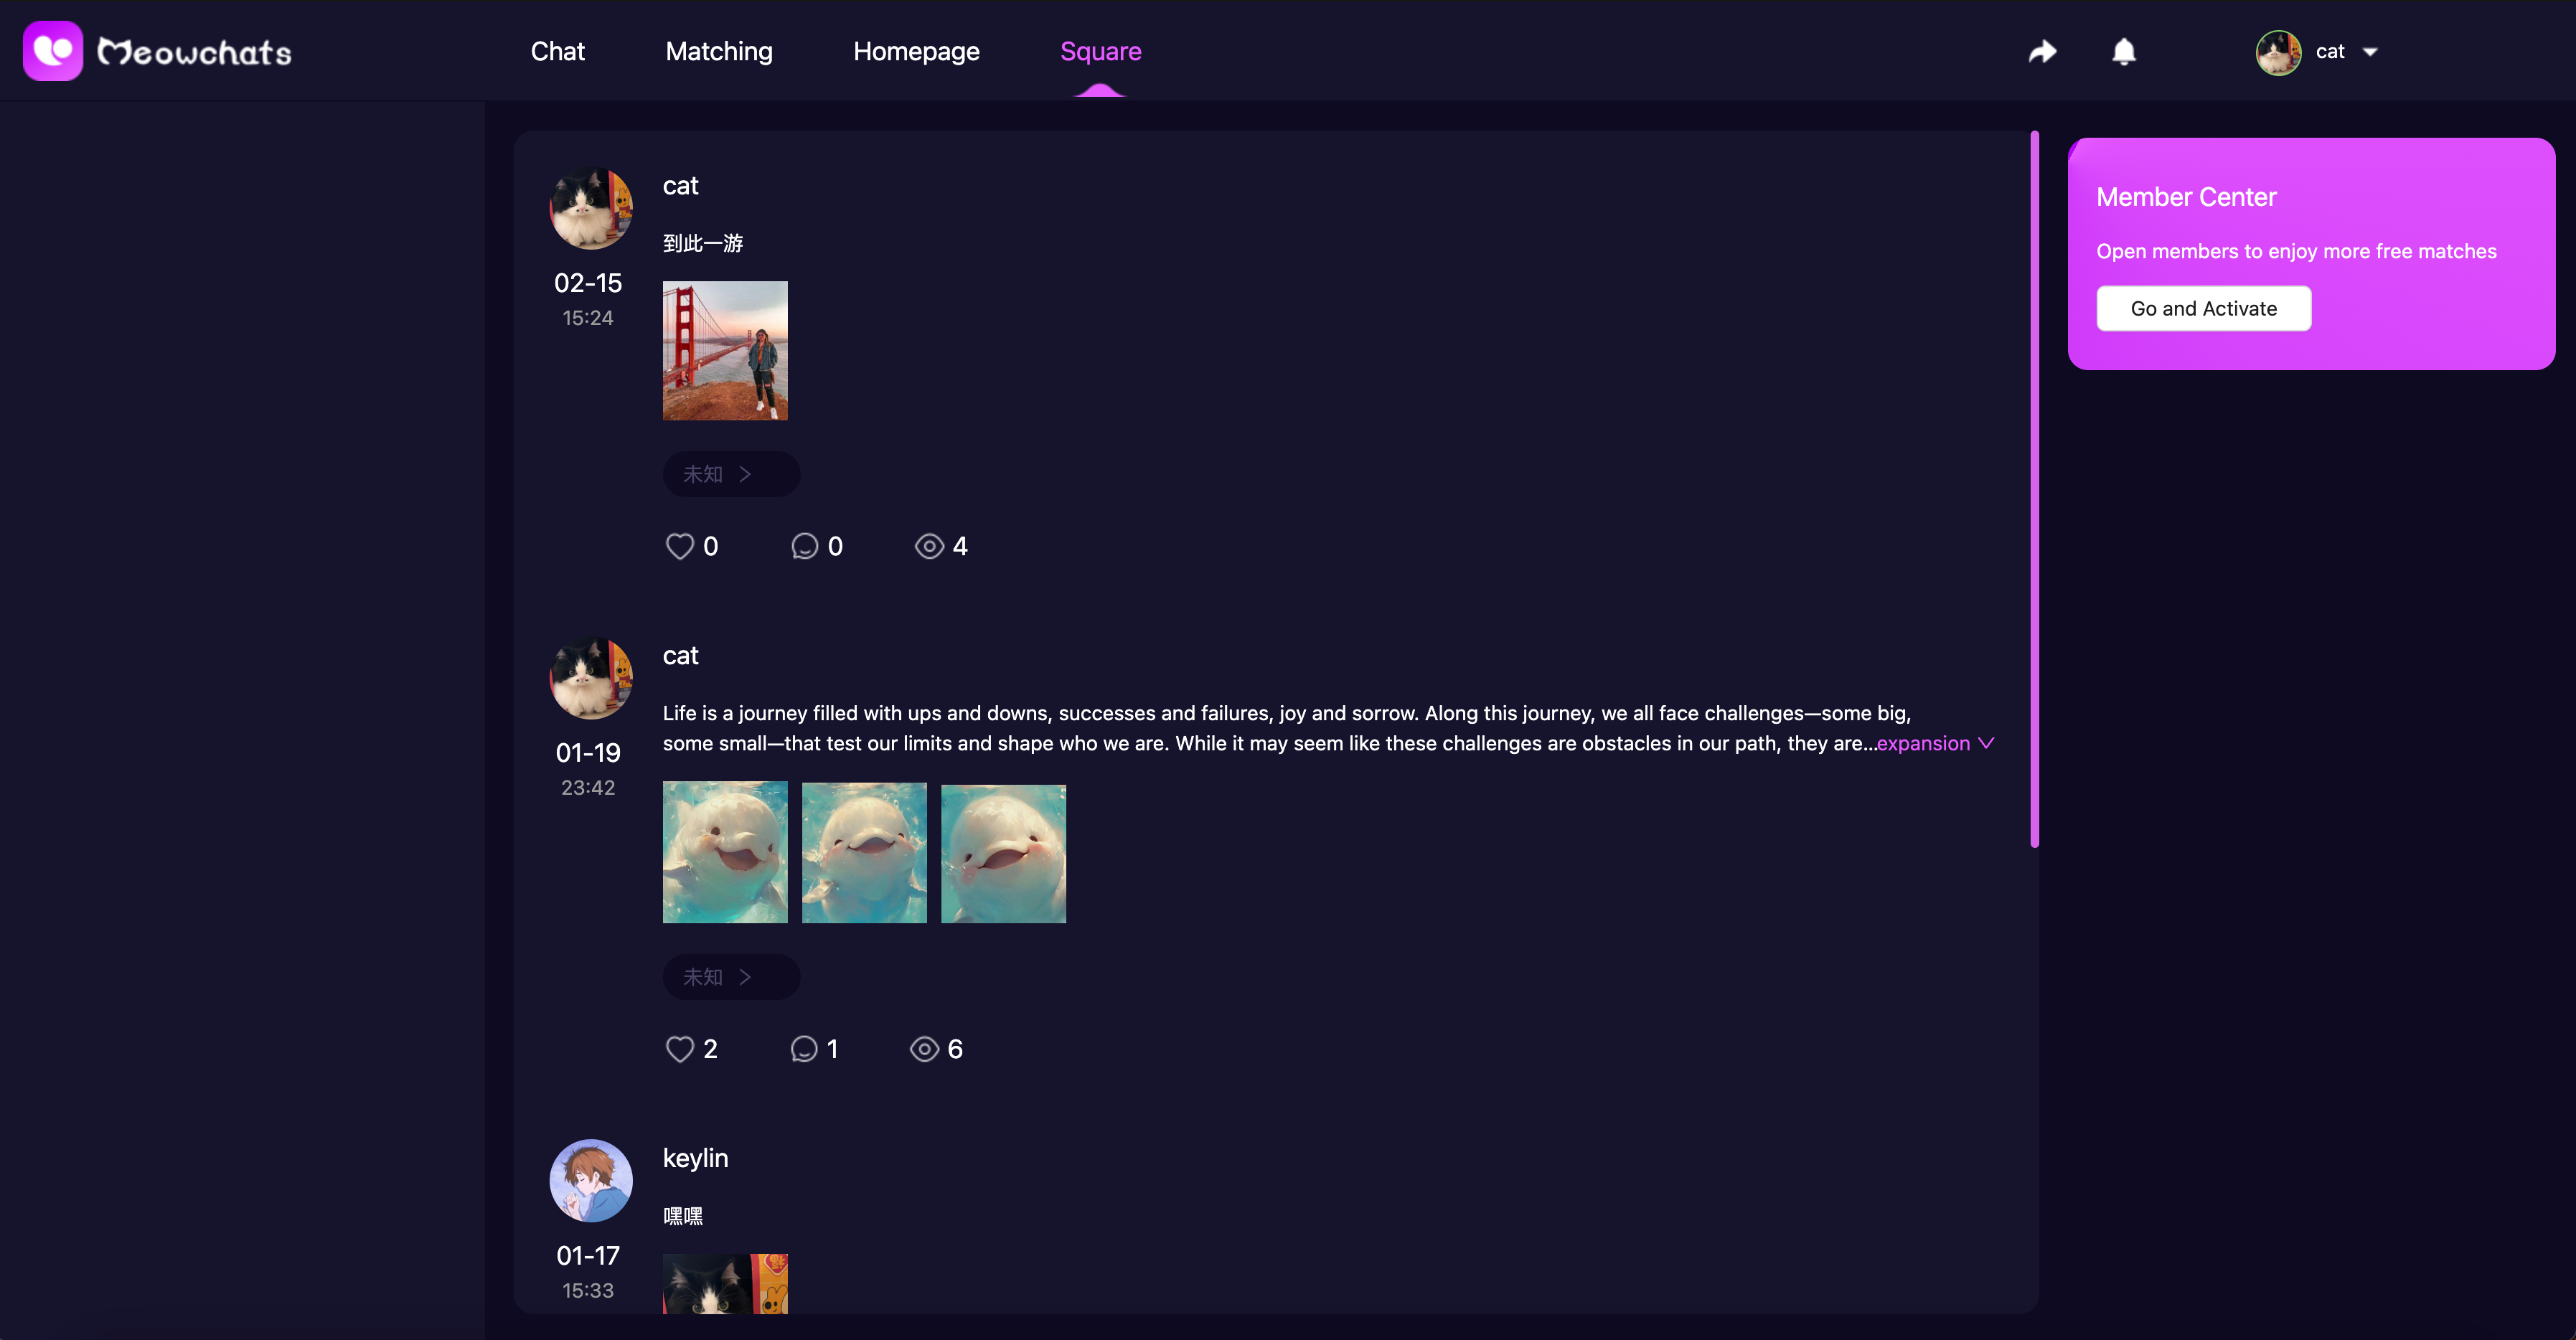 Meowchats
Chat
Matching
Homepage
Square
cat
cat
到此一游
02-15
15:24
未知
0
0
4
cat
Life is a journey filled with ups and downs, successes and failures, joy and sorrow. Along this journey, we all face challenges—some big,
some small—that test our limits and shape who we are. While it may seem like these challenges are obstacles in our path, they are...expansion
01-19
23:42
未知
2
1
6
keylin
嘿嘿
01-17
15:33
Member Center
Open members to enjoy more free matches
Go and Activate